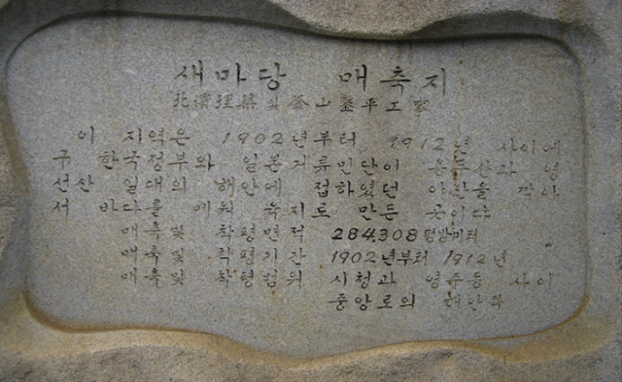 새마당 매축지
北濱埋築및釜山鑿平工事
이 지역은 1902년부터 1912년 사이에
구 한국정부와 일본거류민단이 용두산과 영
선산 일대의 해안에 접하였던 야산을 깎아
서 바다를 메워 육지로 만든 곳이다
매축및 착평면적 284,308평방미터
매축및 착평기간 1902년부터 1912년
매축및 착평범위 시청과 영주동 사이
중앙로의 해안쪽